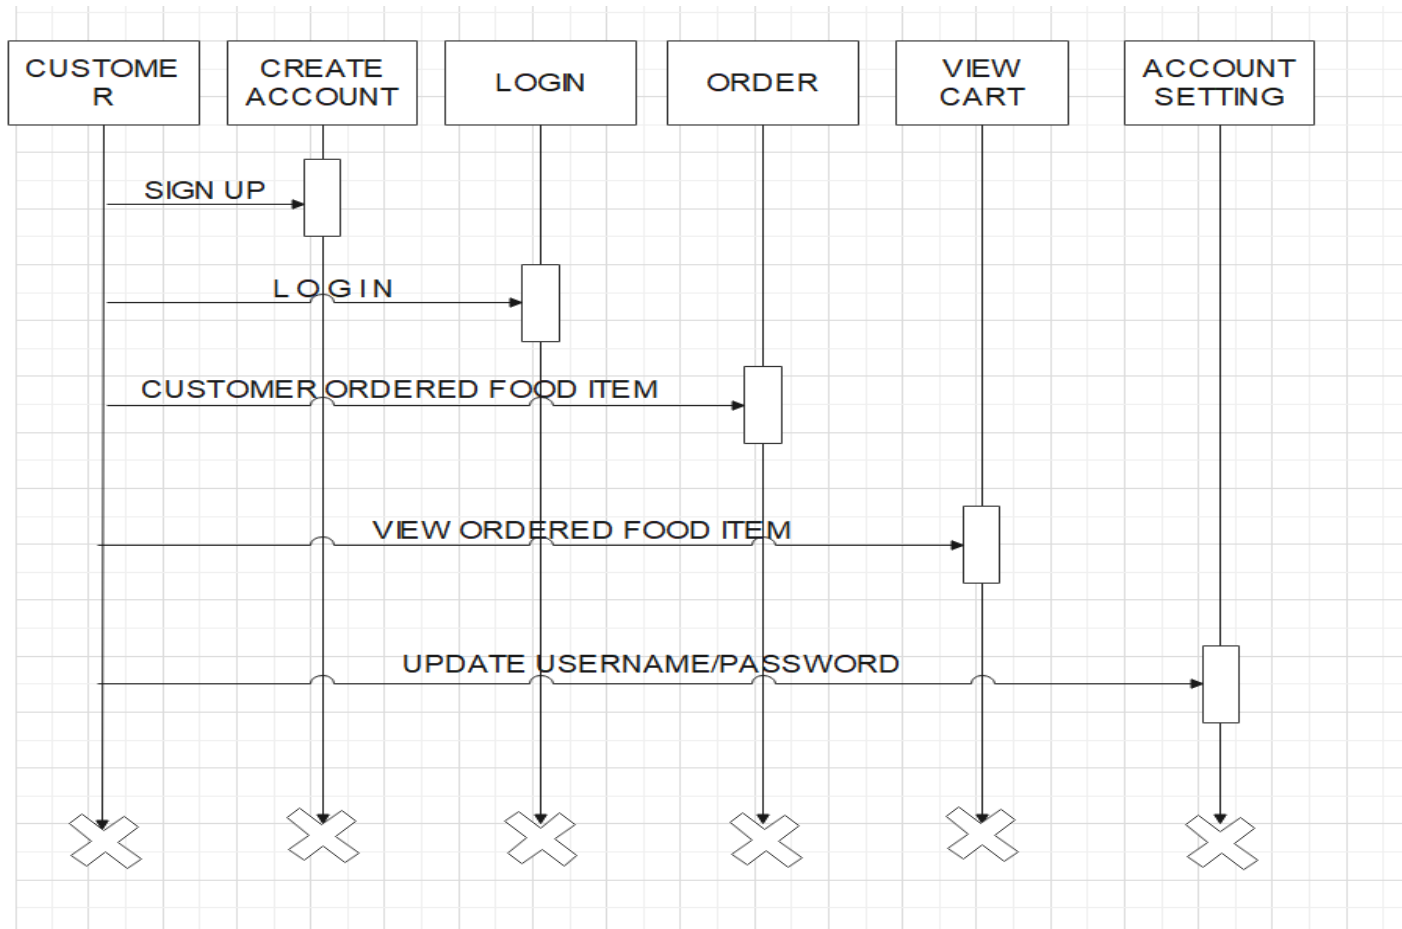 CUSTOME
R
CREATE
ACCOUNT
LOGIN
ORDER
VIEW
CART
ACCOUNT
SETTING
SIGN UP
LOGIN
CUSTOMER ORDERED FOOD ITEM
VIEW ORDERED FOOD ITEM
UPDATE USERNAME/PASSWORD